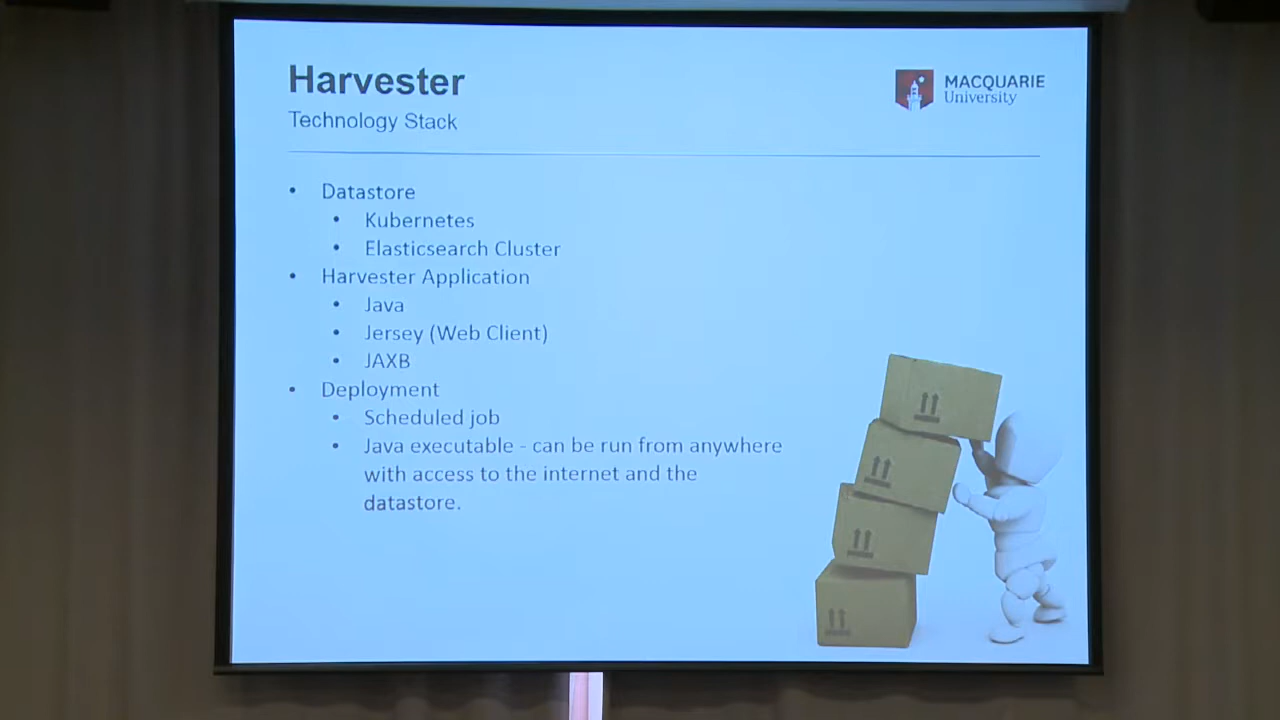 Harvester
MACQUARIE
University
Technology Stack
• Datastore
• Kubernetes
• Elasticsearch Cluster
• Harvester Application
• Java
• Jersey (Web Client)
• JAXB
• Deployment
• Scheduled job
• Java executable - can be run from anywhere
with access to the internet and the
datastore.